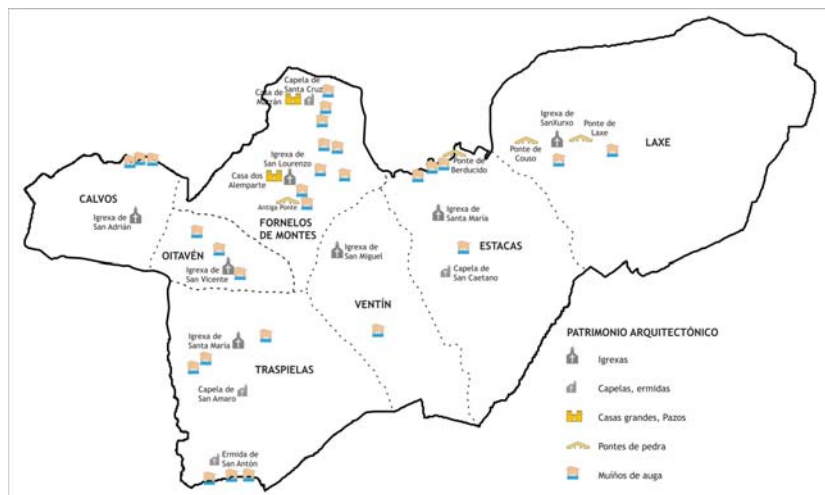 Capela de
Santa Cruz
Casa de
Igrexa de
San Lourenzo
Casa dos
Alemparte
Antiga Ponte
FORNELOS
DE MONTES
Ponte de
Berducido
Igrexa de
SanXurxo
Ponte de
Laxe
Ponte de
Couso
LAXE
CALVOS
Igrexa de
San Adrián
OITAVÉN
Igrexa de
San Vicente
Igrexa de
San Miguel
VENTÍN
Igrexa de
Santa María
ESTACAS
Capela de
San Caetano
Igrexa de
Santa María
TRASPIELAS
Capela de
San Amaro
Ermida de
San Antón
PATRIMONIO ARQUITECTÓNICO
Igrexas
Capelas, ermidas
Casas grandes, Pazos
Pontes de pedra
Muíños de auga